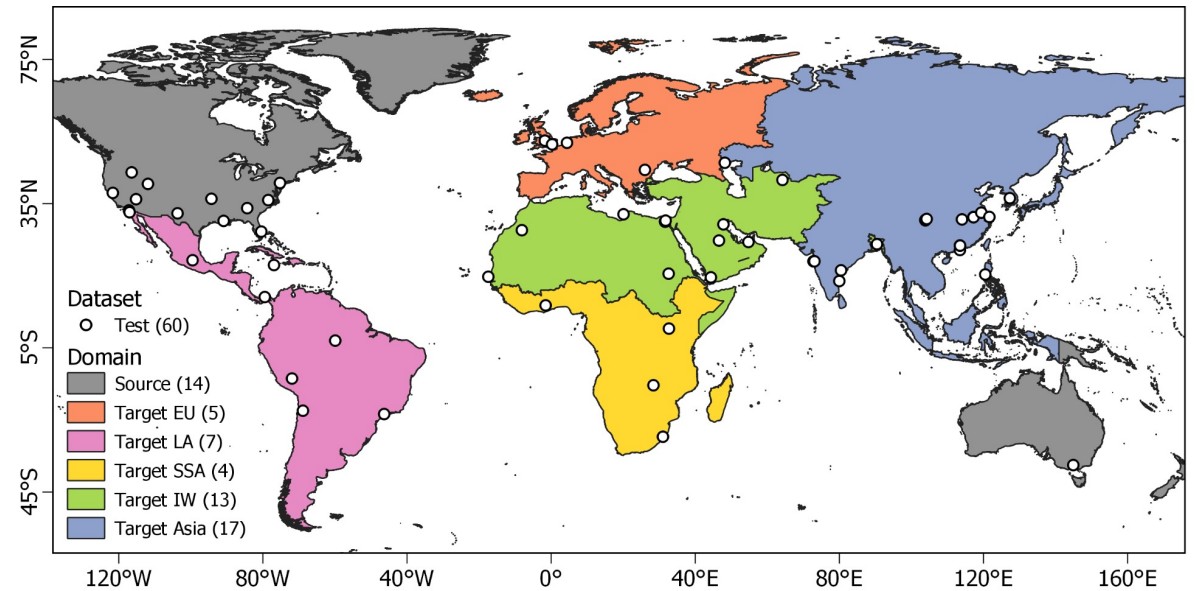 75°N
35°N
5°S
45°S
Dataset
Test (60)
Domain
Source (14)
Target EU (5)
Target LA (7)
Target SSA (4)
Target IW (13)
Target Asia (17)
120°W
80°W
40°W
0°
40°E
80°E
120°E
160°E